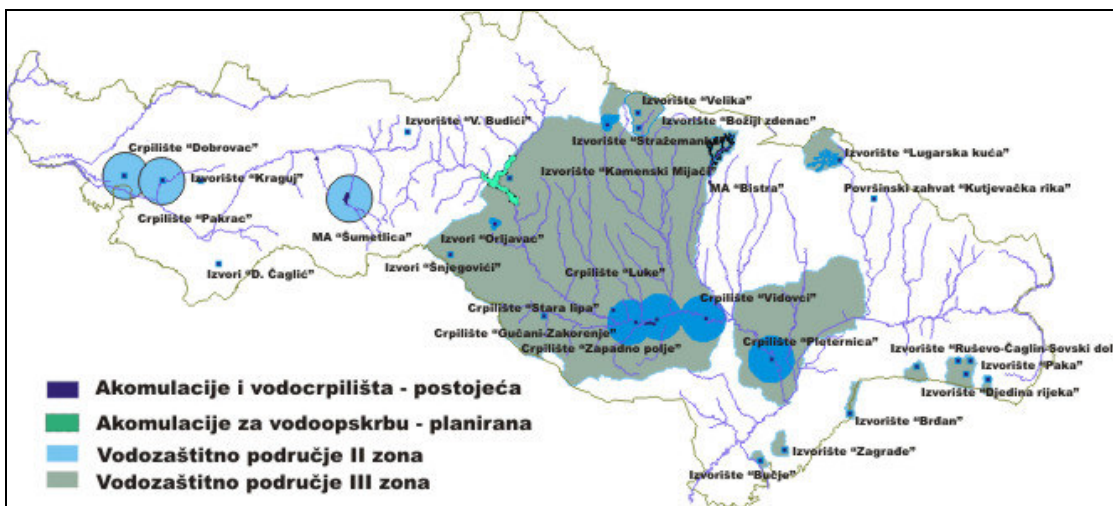 Izvorište “Velika”
Izvorište “V. Budići”
Izvorište “Božiji zdenac”
Izvorište “Stražemanka”
Crpilište “Dobrovac”
Izvorište “Lugarska kuća”
Izvorište “Kraguj”
Izvorište “Kamenski Mijači”
MA “Bistra”
Površinski zahvat “Kutjevačka rika”
Crpilište “Pakrac”
MA “Šumetlica”
Izvori “Orljavac”
Izvori “D. Čaglić”
Izvori “Šnjegovići”
Crpilište “Luke”
Crpilište “Vidovci”
Crpilište “Stara lipa”
Crpilište “Gučani-Zakorenje”
Crpilište “Zapadno polje”
Crpilište “Pleternica”
Izvorište “Ruševo-Čaglin-Sovski dol
Izvorište “Paka”
Izvorište “Djedina rijeka”
Izvorište “Brđan”
Izvorište “Zagrađe”
Izvorište “Bučje”
Akomulacije i vodocrpilišta - postojeća
Akomulacije za vodoopskrbu - planirana
Vodozaštitno područje II zona
Vodozaštitno područje III zona